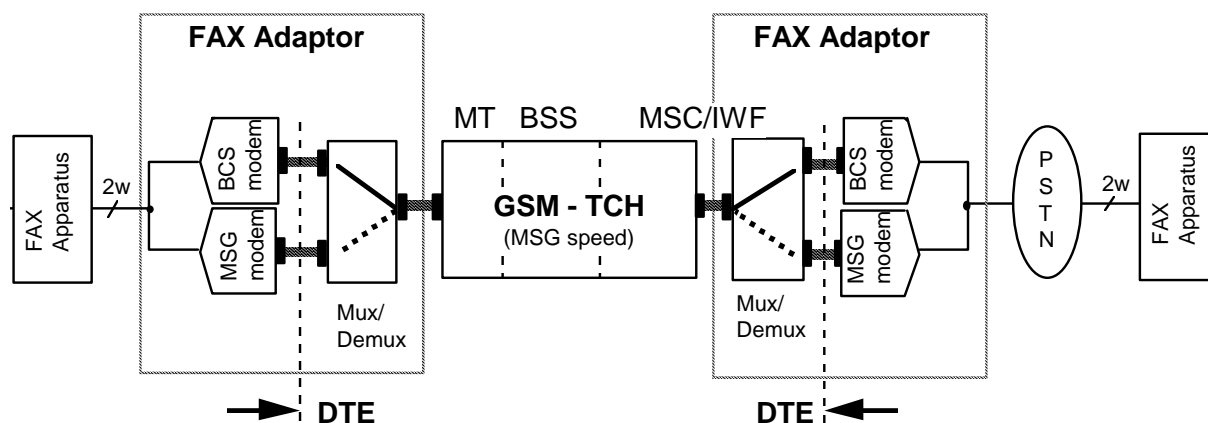 FAX Adaptor
FAX Adaptor
MT
BSS
MSC/IWF
FAX
Apparatus
2w
BCS
modem
MSG
modem
Mux/
Demux
GSM - TCH
(MSG speed)
Mux/
Demux
BCS
modem
MSG
modem
PSTN
2w
FAX
Apparatus
DTE
DTE